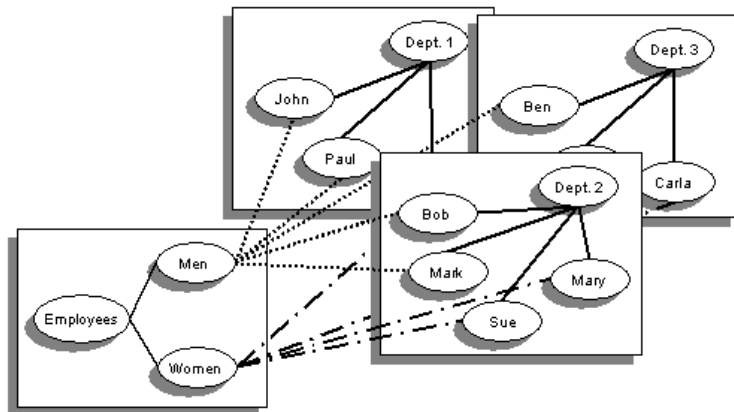 Dept. 1
John
Paul
Dept. 3
Ben
Carla
Dept. 2
Bob
Mark
Mary
Sue
Men
Employees
Women